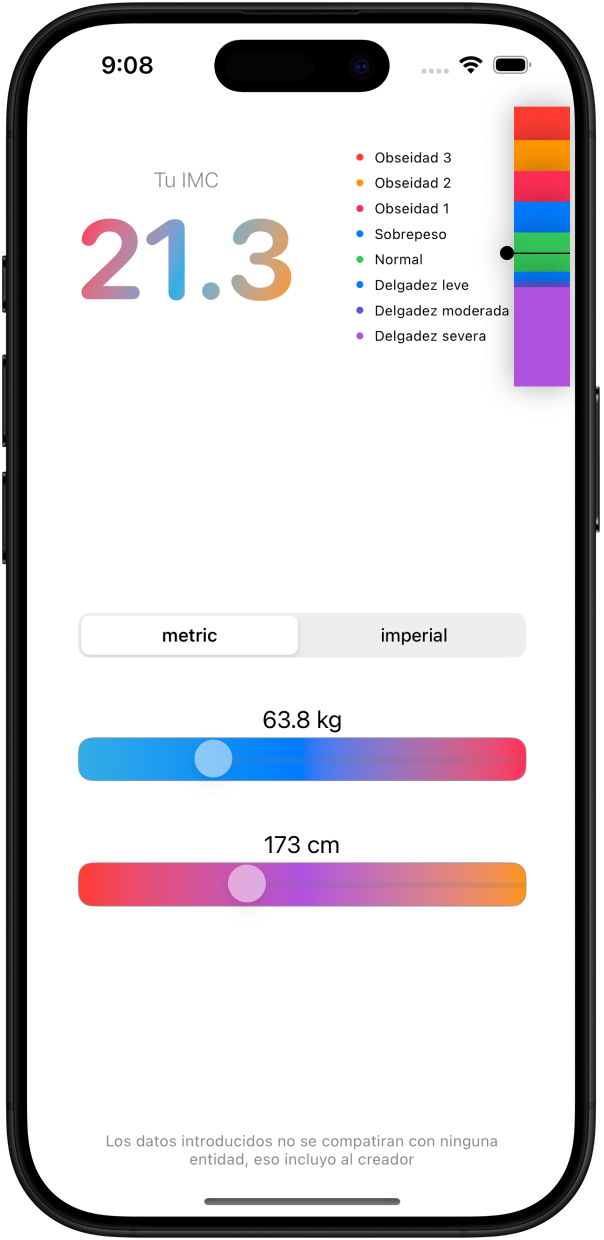 9:08
Tu IMC
21.3
Obseidad 3
Obseidad 2
Obseidad 1
Sobrepeso
Normal
Delgadez leve
Delgadez moderada
Delgadez severa
metric
imperial
63.8 kg
173 cm
Los datos introducidos no se compatiran con ninguna
entidad, eso incluyo al creador